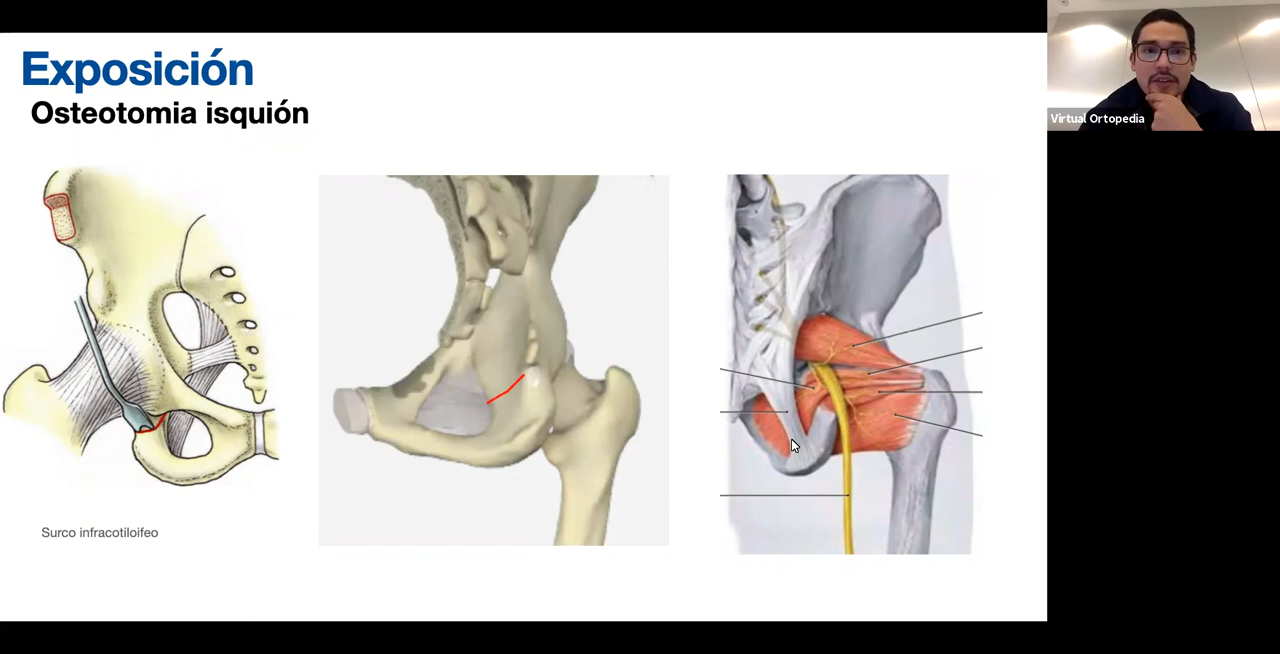 Exposición
Osteotomia isquión
Surco infracotiloifeo
Virtual Ortopedia